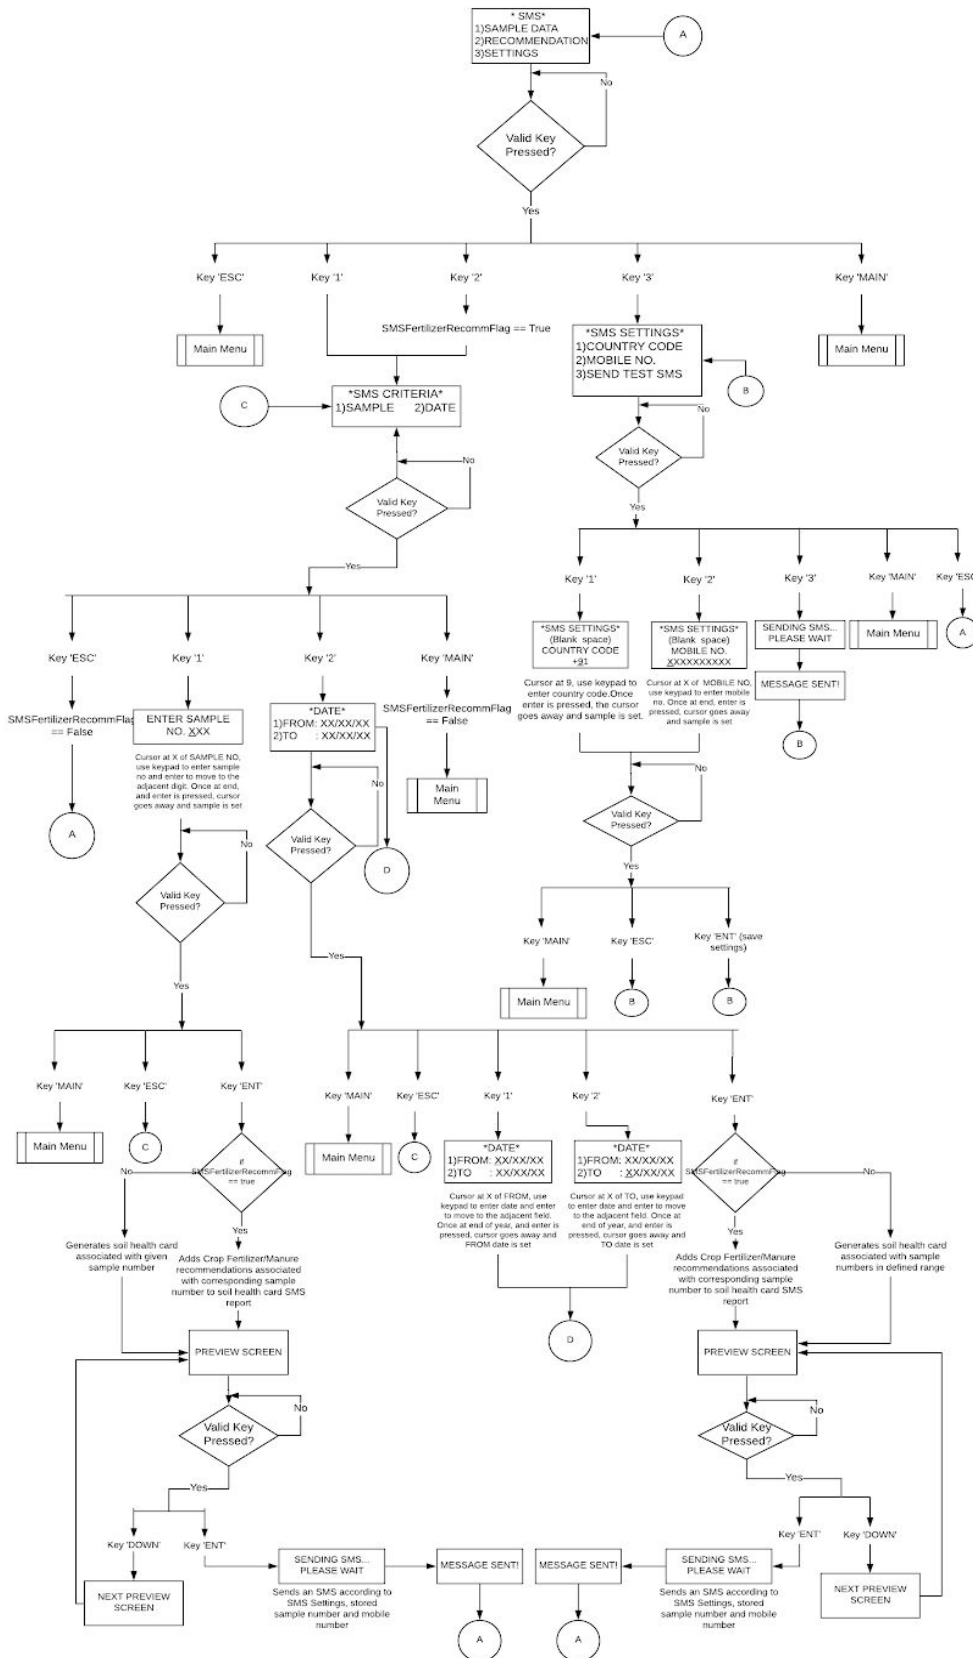 * SMS*
1)SAMPLE DATA
2)RECOMMENDATION
3)SETTINGS
A
No
Valid Key
Pressed?
Yes
Key 'ESC'
Key '1'
Key '2'
Key '3'
Key 'MAIN'
Main Menu
SMSFertilizerRecommFlag == True
*SMS SETTINGS*
1)COUNTRY CODE
2)MOBILE NO.
3)SEND TEST SMS
Main Menu
B
C
*SMS CRITERIA*
1)SAMPLE 2)DATE
No
Valid Key
Pressed?
No
Valid Key
Pressed?
Yes
Yes
Key '1'
Key '2'
Key '3'
Key 'MAIN'
Key 'ESC
*SMS SETTINGS*
(Blank space)
COUNTRY CODE
+91
*SMS SETTINGS*
(Blank space)
MOBILE NO.
XXXXXXXXXX
SENDING SMS...
PLEASE WAIT
Main Menu
A
MESSAGE SENT!
B
Cursor at 9, use keypad to
enter country code.Once
enter is pressed, the cursor
goes away and sample is set.
Cursor at X of MOBILE NO,
use keypad to enter mobile
no. Once at end, enter is
pressed, cursor goes away
and sample is set
Key 'ESC'
Key '1'
Key '2'
Key 'MAIN'
SMSFertilizerRecommFlag
== False
ENTER SAMPLE
NO. XXX
*DATE*
1)FROM: XX/XX/XX
2)TO : XX/XX/XX
SMSFertilizerRecommFlag
== False
Cursor at X of SAMPLE NO,
use keypad to enter sample
no and enter to move to the
adjacent digit. Once at end,
and enter is pressed, cursor
goes away and sample is set
No
Main
Menu
A
No
Valid Key
Pressed?
D
No
Valid Key
Pressed?
Valid Key
Pressed?
Yes
Key 'MAIN'
Key 'ESC'
Key 'ENT' (save
settings)
Main Menu
B
B
Yes
Yes
Key 'MAIN'
Key 'ESC'
Key 'ENT'
Main Menu
C
if
SMSFertilizerRecommFlag
== true
No
Yes
Generates soil health card
associated with given
sample number
Adds Crop Fertilizer/Manure
recommendations associated
with corresponding sample
number to soil health card SMS
report
Key 'MAIN'
Key 'ESC'
Key '1'
Key '2'
Key 'ENT'
Main Menu
C
*DATE*
1)FROM: XX/XX/XX
2)TO : XX/XX/XX
*DATE*
1)FROM: XX/XX/XX
2)TO : XX/XX/XX
Cursor at X of FROM, use
keypad to enter date and enter
to move to the adjacent field.
Once at end of year, and enter is
pressed, cursor goes away and
FROM date is set
Cursor at X of TO, use keypad
to enter date and enter to move
to the adjacent field. Once at
end of year, and enter is
pressed, cursor goes away and
TO date is set
D
if
SMSFertilizerRecommFlag
== true
No
Yes
Adds Crop Fertilizer/Manure
recommendations associated
with corresponding sample
number to soil health card SMS
report
Generates soil health card
associated with sample
numbers in defined range
PREVIEW SCREEN
No
Valid Key
Pressed?
Yes
Key 'DOWN'
Key 'ENT'
NEXT PREVIEW
SCREEN
SENDING SMS...
PLEASE WAIT
Sends an SMS according to
SMS Settings, stored
sample number and mobile
number
MESSAGE SENT!
A
PREVIEW SCREEN
No
Valid Key
Pressed?
Yes
Key 'ENT'
Key 'DOWN'
MESSAGE SENT!
A
SENDING SMS...
PLEASE WAIT
Sends an SMS according to
SMS Settings, stored
sample number and mobile
number
NEXT PREVIEW
SCREEN